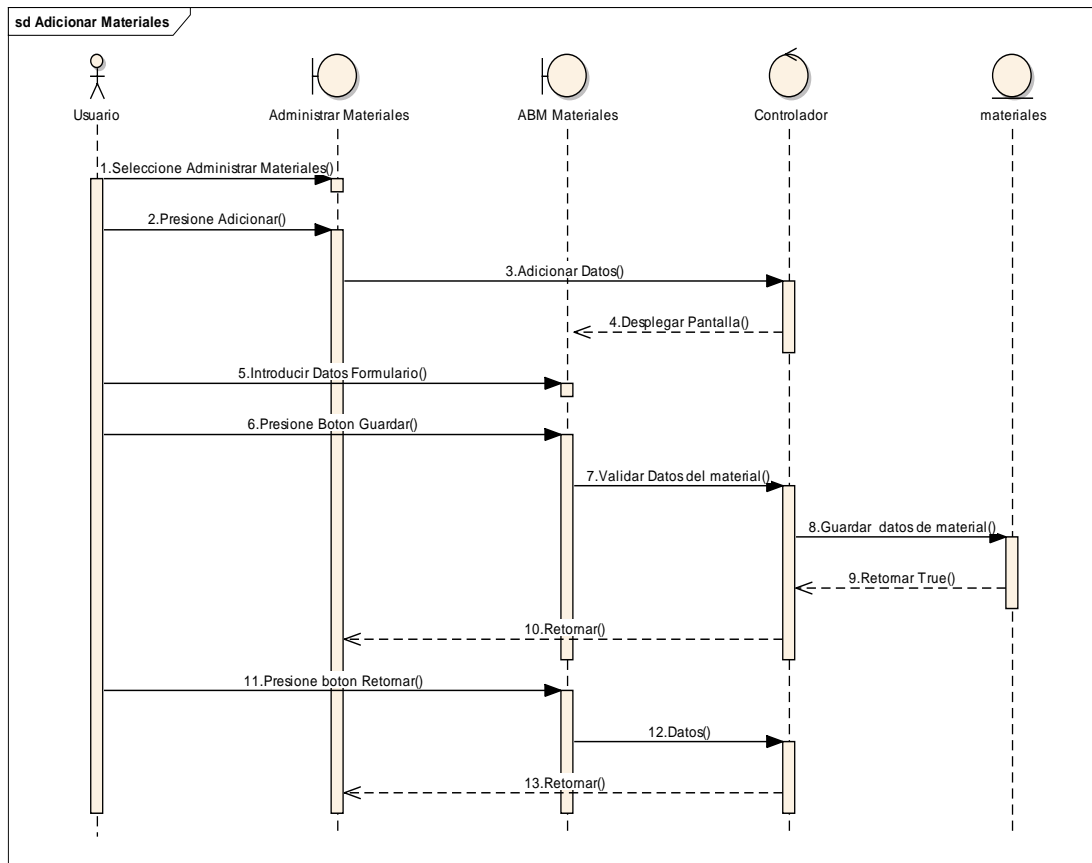 sd Adicionar Materiales
Usuario
Administrar Materiales
ABM Materiales
Controlador
materiales
1.Seleccione Administrar Materiales()
2.Presione Adicionar()
3.Adicionar Datos()
4.Desplegar Pantalla()
5.Introducir Datos Formulario()
6.Presione Boton Guardar()
7.Validar Datos del material()
8.Guardar datos de material()
9.Retornar True()
10.Retornar()
11.Presione boton Retornar()
12.Datos()
13.Retornar()